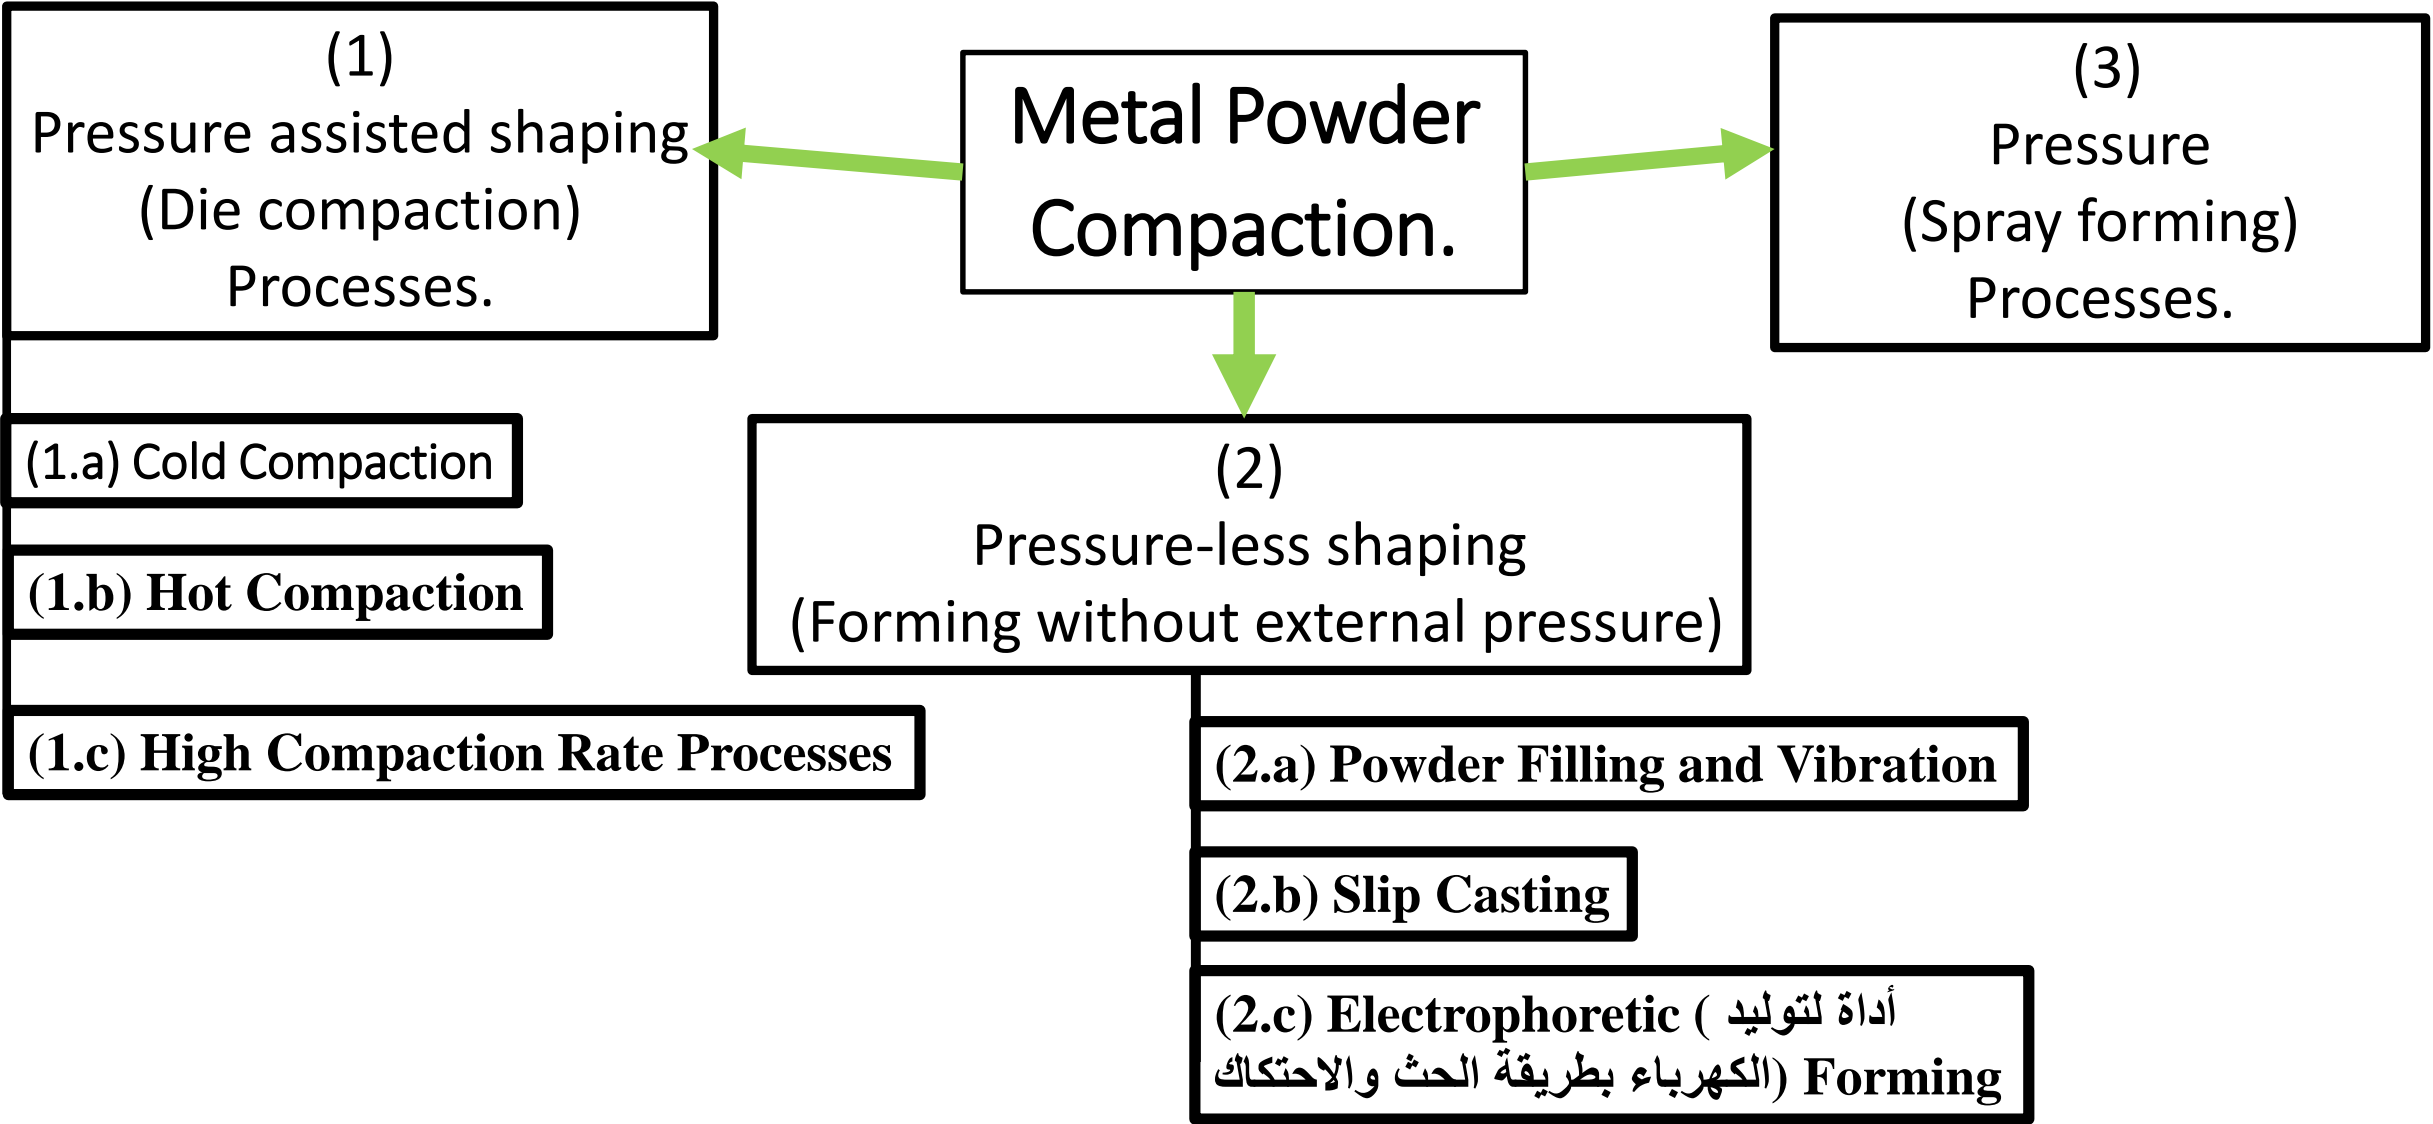 Metal Powder
Compaction.
(1)
Pressure assisted shaping
(Die compaction)
Processes.
(1.a) Cold Compaction
(1.b) Hot Compaction
(1.c) High Compaction Rate Processes
(2)
Pressure-less shaping
(Forming without external pressure)
(2.a) Powder Filling and Vibration
(2.b) Slip Casting
(2.c) Electrophoretic ( أداة لتوليد
الكهرباء بطريقة الحث والاحتكاك) Forming
(3)
Pressure
(Spray forming)
Processes.